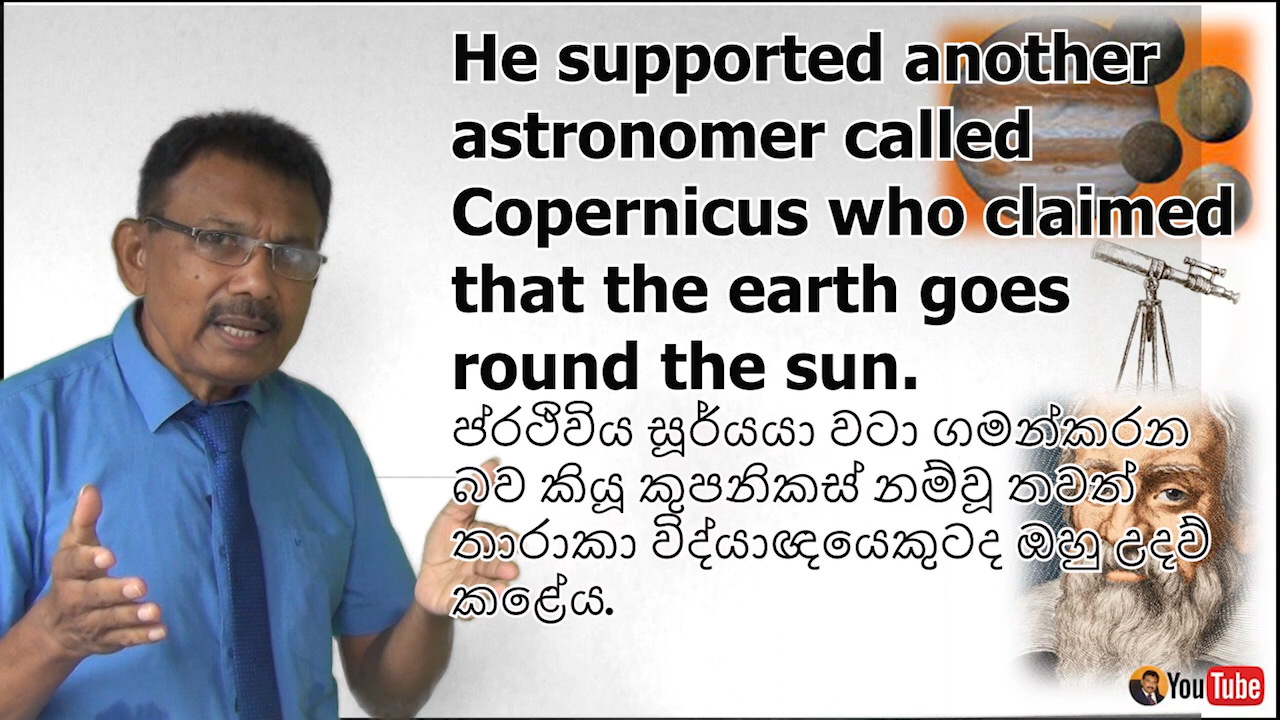 He supported another
astronomer called
Copernicus who claimed
that the earth goes
round the sun.
ප්රථිවිය සූර්යයා වටා ගමන්කරන
බව කියූ කුපනිකස් නම්වූ තවත්
තාරාකා විද්යාඥයෙකුටද ඔහු උදව්
කළේය.
YouTube